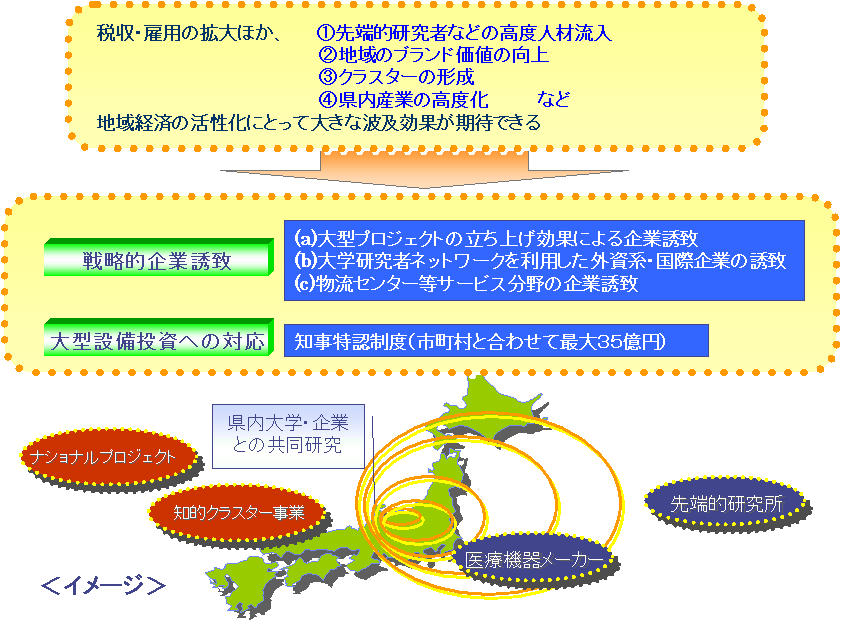 税収・雇用の拡大ほか、 ①先端的研究者などの高度人材流入
②地域のブランド価値の向上
③クラスターの形成
④県内産業の高度化 など
地域経済の活性化にとって大きな波及効果が期待できる
戦略的企業誘致
(a)大型プロジェクトの立ち上げ効果による企業誘致
(b)大学研究者ネットワークを利用した外資系・国際企業の誘致
(c)物流センター等サービス分野の企業誘致
大型設備投資への対応
知事特認制度(市町村と合わせて最大35億円)
県内大学・企業
との共同研究
ナショナルプロジェクト
知的クラスター事業
先端的研究所
医療機器メーカー
<イメージ>